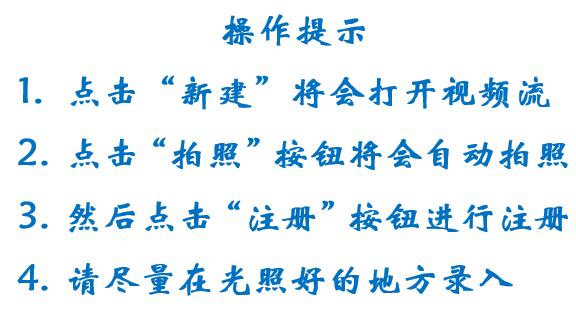 操作提示
1. 点击“新建”将会打开视频流
2. 点击“拍照”按钮将会自动拍照
3. 然后点击“注册”按钮进行注册
4. 请尽量在光照好的地方录入